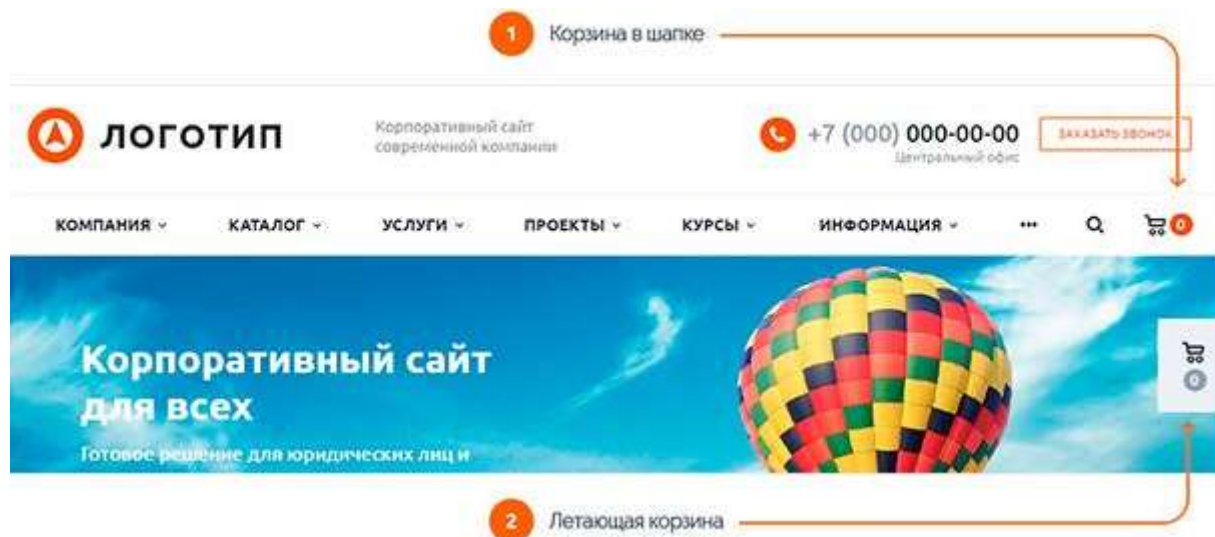 1 Корзина в шапке
ЛОГОТИП
Корпоративный сайт
современной компании
+7 (000) 000-00-00
Центральный офис
ЗАКАЗАТЬ ЗВОНОК
КОМПАНИЯ КАТАЛОГ УСЛУГИ ПРОЕКТЫ КУРСЫ ИНФОРМАЦИЯ ••• 0
Корпоративный сайт
для всех
Готовое решение для юридических лиц и
0
2 Летающая корзина